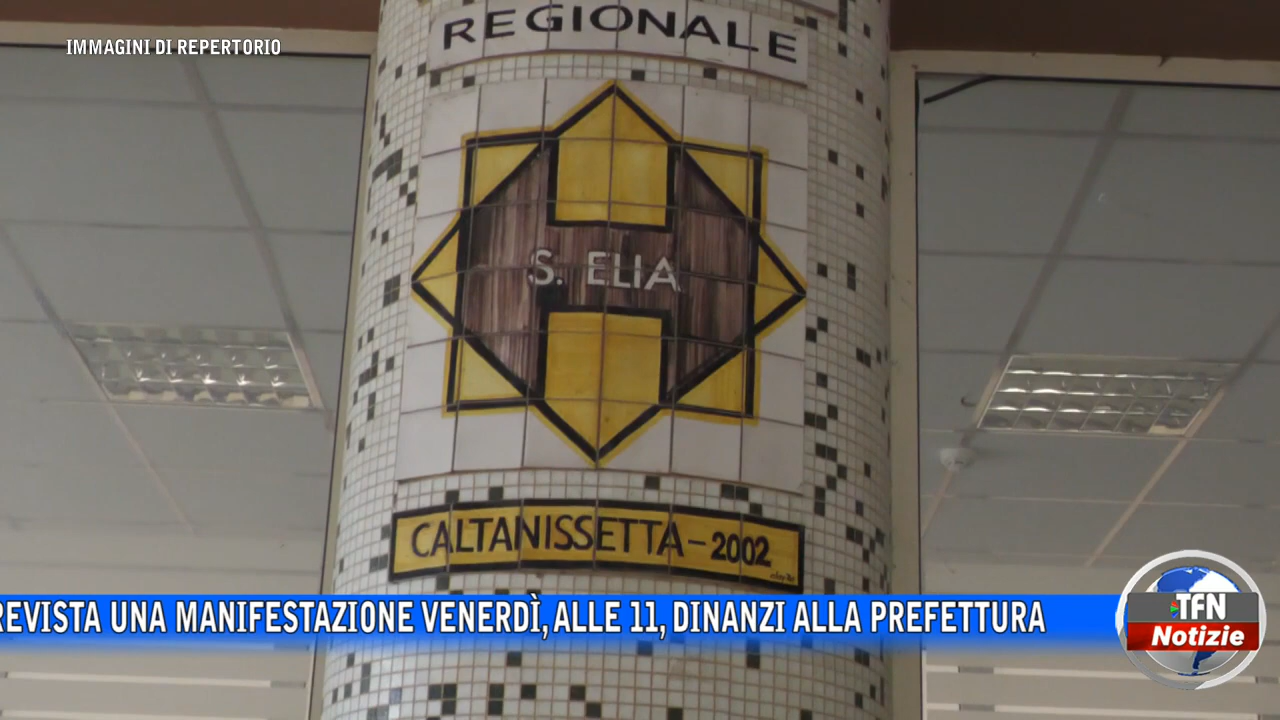 REGIONALE
IMMAGINI DI REPERTORIO
S. ELIA
CALTANISSETTA - 2002
REVISTA UNA MANIFESTAZIONE VENERDÌ, ALLE 11, DINANZI ALLA PREFETTURA
TFN
Notizie